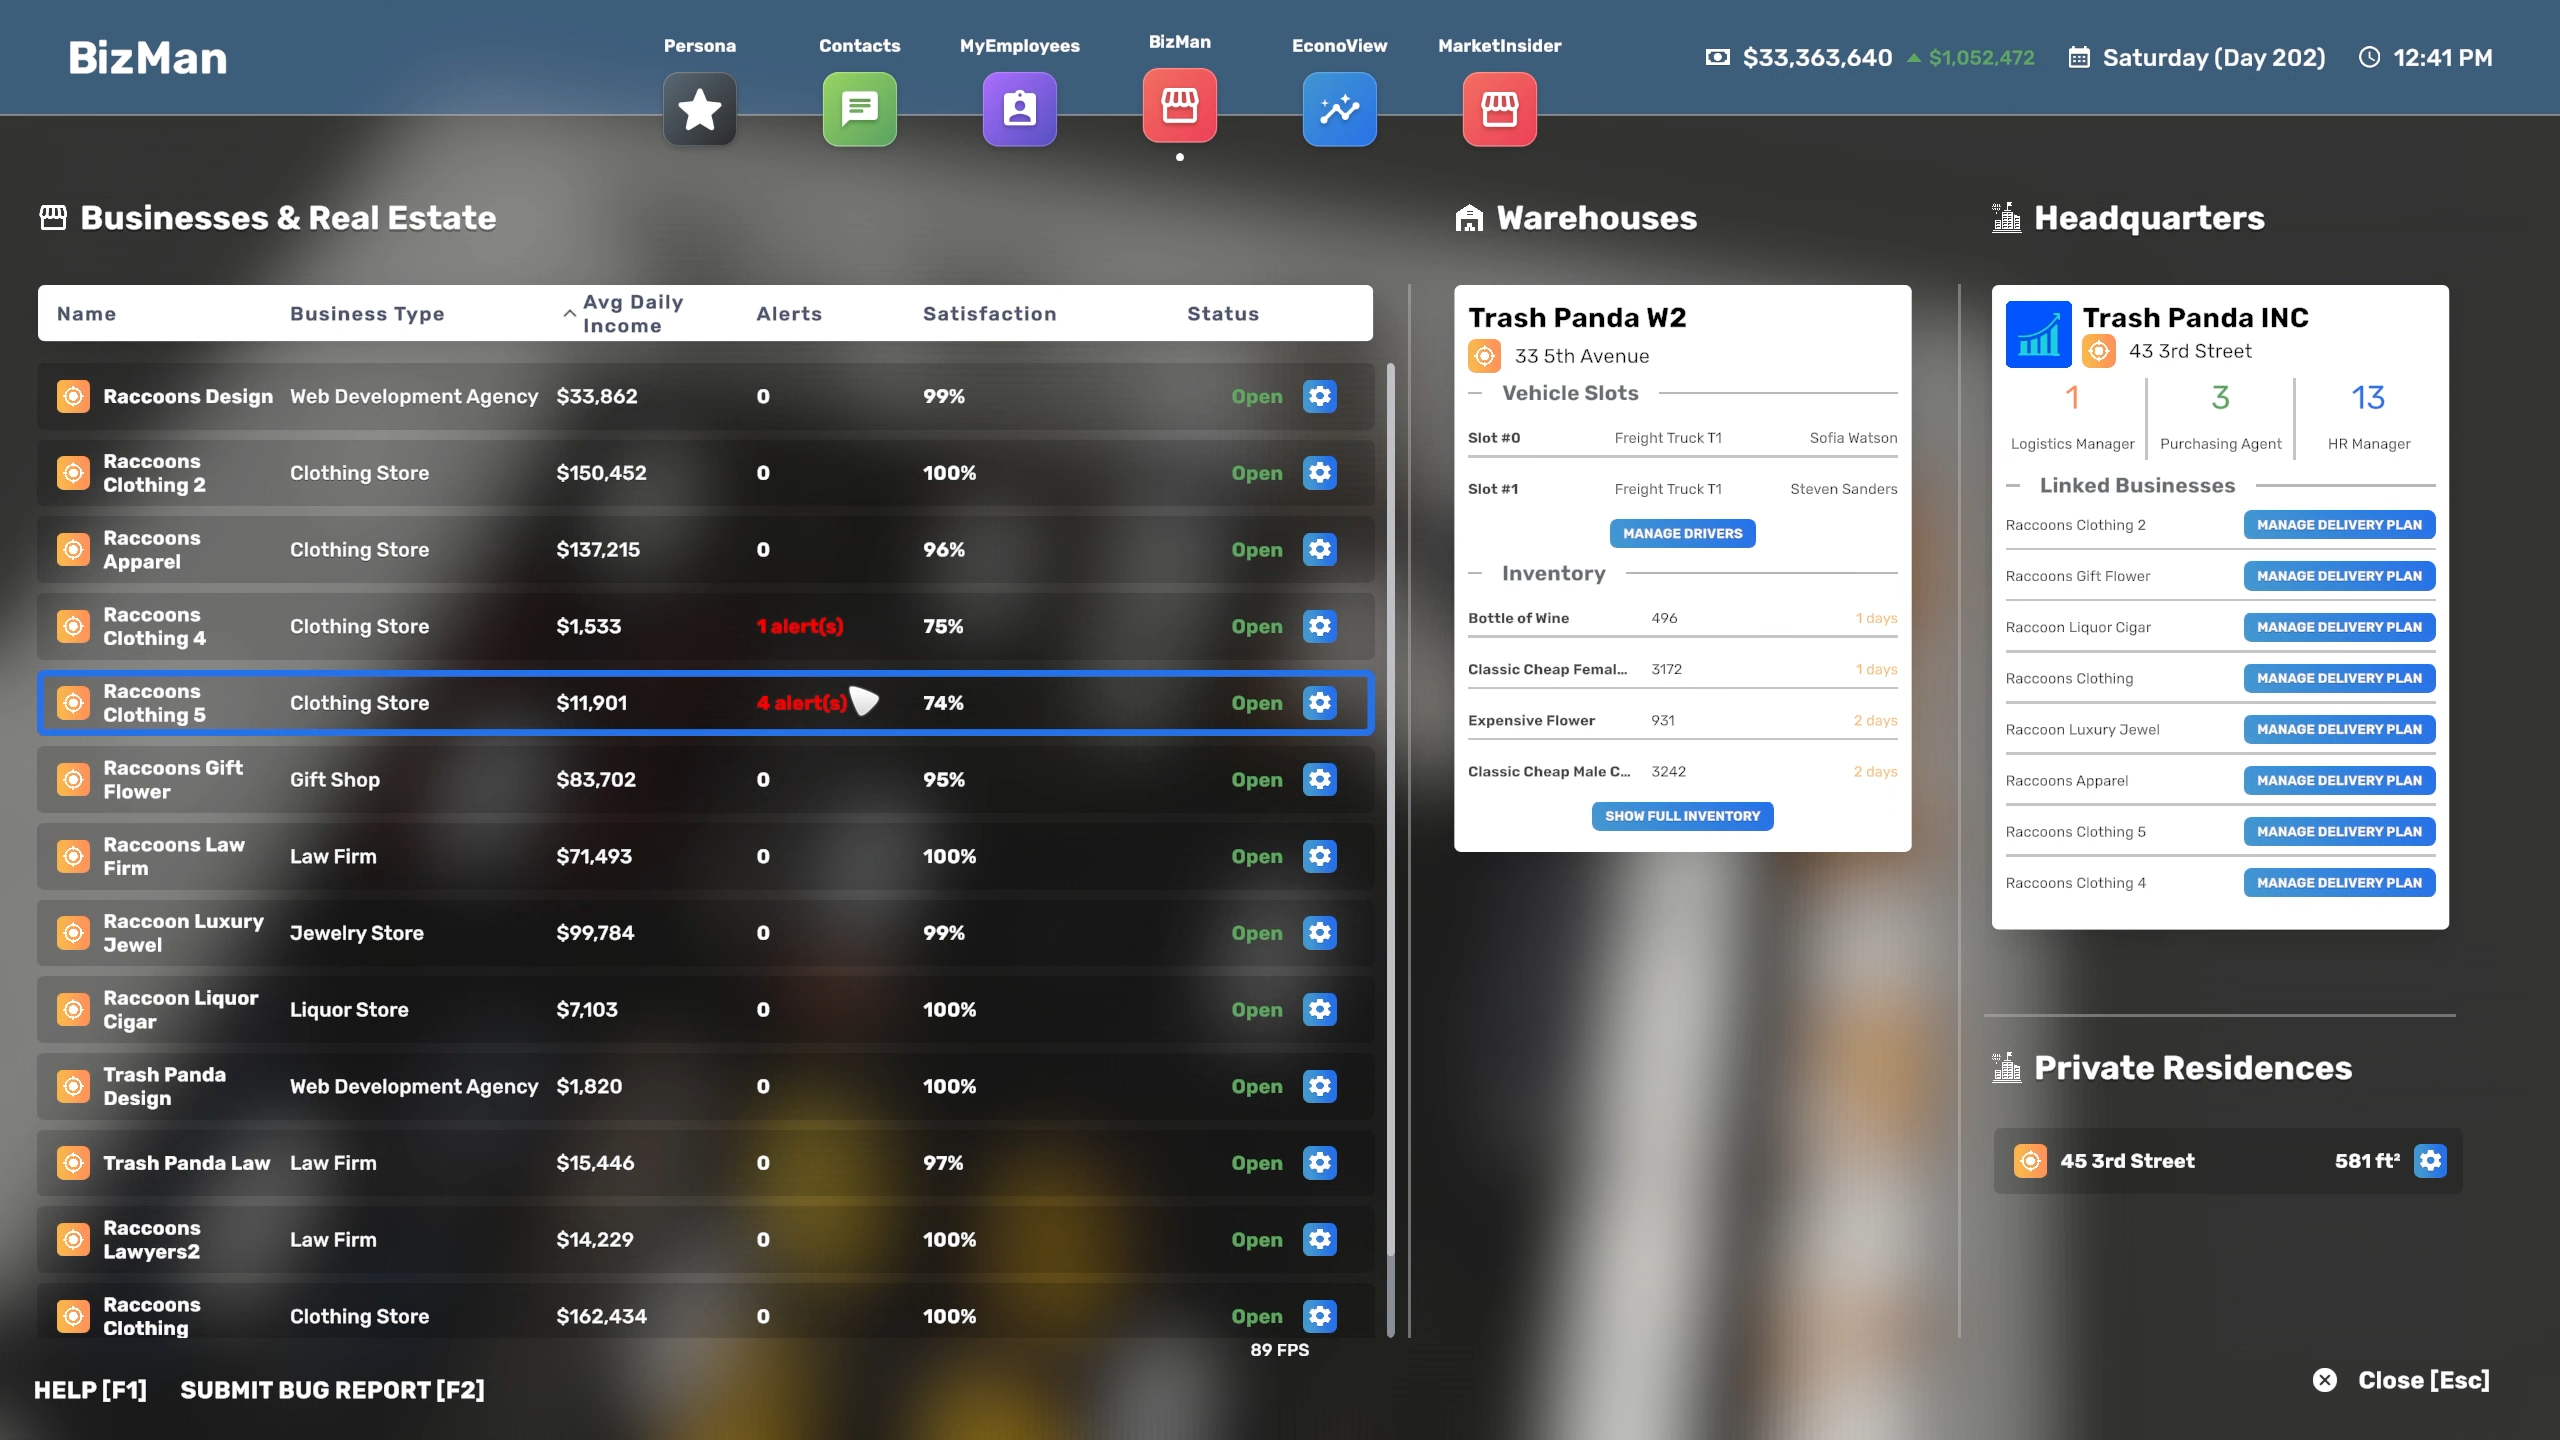 BizMan
Persona
Contacts
MyEmployees
BizMan
EconoView
MarketInsider
$33,363,640 $1,052,472 Saturday (Day 202) 12:41 PM
Businesses & Real Estate
Name Business Type Avg Daily Income Alerts Satisfaction Status
Raccoons Design Web Development Agency $33,862 0 99% Open
Raccoons Clothing 2 Clothing Store $150,452 0 100% Open
Raccoons Apparel Clothing Store $137,215 0 96% Open
Raccoons Clothing 4 Clothing Store $1,533 1 alert(s) 75% Open
Raccoons Clothing 5 Clothing Store $11,901 4 alert(s) 74% Open
Raccoons Gift Flower Gift Shop $83,702 0 95% Open
Raccoons Law Firm Law Firm $71,493 0 100% Open
Raccoon Luxury Jewel Jewelry Store $99,784 0 99% Open
Raccoon Liquor Cigar Liquor Store $7,103 0 100% Open
Trash Panda Design Web Development Agency $1,820 0 100% Open
Trash Panda Law Law Firm $15,446 0 97% Open
Raccoons Lawyers2 Law Firm $14,229 0 100% Open
Raccoons Clothing Clothing Store $162,434 0 100% Open
Warehouses
Trash Panda W2
33 5th Avenue
Vehicle Slots
Slot #0 Freight Truck T1 Sofia Watson
Slot #1 Freight Truck T1 Steven Sanders
MANAGE DRIVERS
Inventory
Bottle of Wine 496 1 days
Classic Cheap Femal... 3172 1 days
Expensive Flower 931 2 days
Classic Cheap Male C... 3242 2 days
SHOW FULL INVENTORY
Headquarters
Trash Panda INC
43 3rd Street
1 3 13
Logistics Manager Purchasing Agent HR Manager
Linked Businesses
Raccoons Clothing 2 MANAGE DELIVERY PLAN
Raccoons Gift Flower MANAGE DELIVERY PLAN
Raccoon Liquor Cigar MANAGE DELIVERY PLAN
Raccoons Clothing MANAGE DELIVERY PLAN
Raccoon Luxury Jewel MANAGE DELIVERY PLAN
Raccoons Apparel MANAGE DELIVERY PLAN
Raccoons Clothing 5 MANAGE DELIVERY PLAN
Raccoons Clothing 4 MANAGE DELIVERY PLAN
Private Residences
45 3rd Street 581 ft²
89 FPS
HELP [F1] SUBMIT BUG REPORT [F2]
Close [Esc]